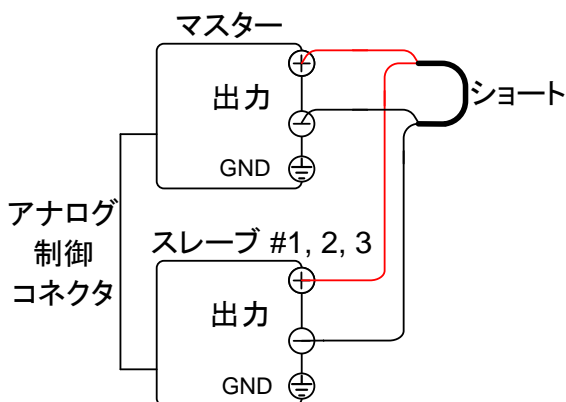 マスター
出力
GND
ショート
アナログ
制御
コネクタ
スレーブ #1, 2, 3
出力
GND